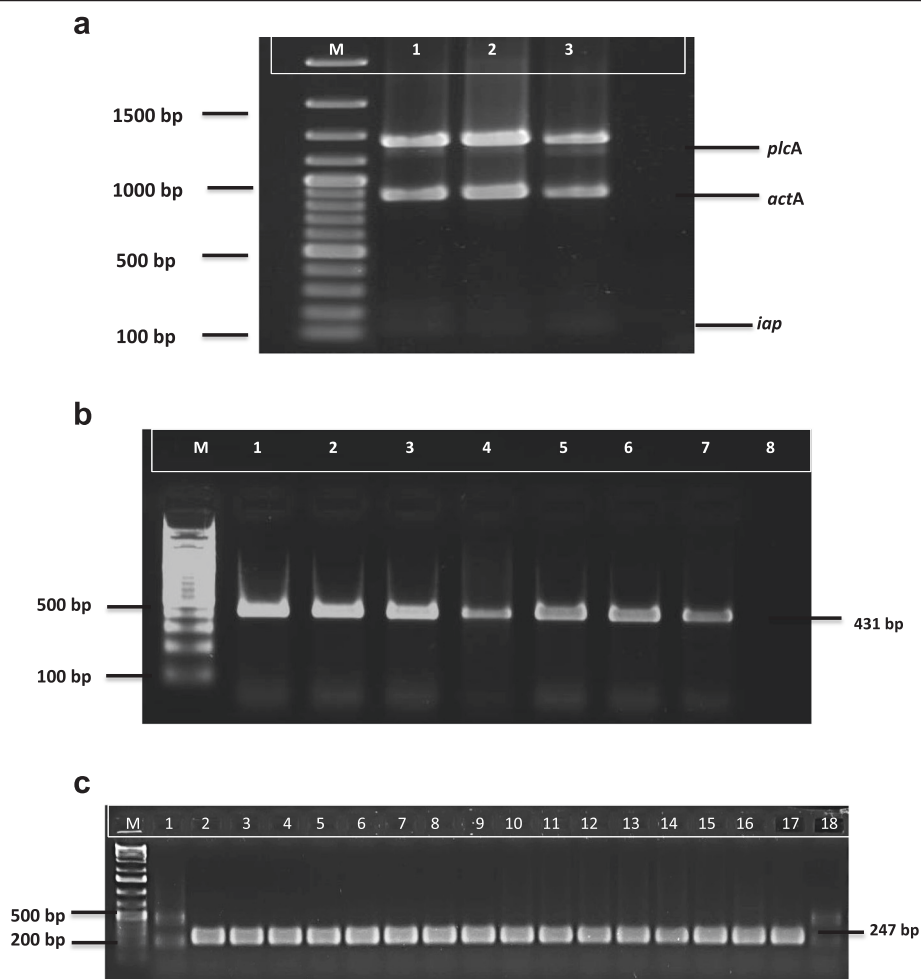 a
M 1 2 3
1500 bp
plcA
1000 bp
actA
500 bp
iap
100 bp
b
M 1 2 3 4 5 6 7 8
500 bp
431 bp
100 bp
c
M 1 2 3 4 5 6 7 8 9 10 11 12 13 14 15 16 17 18
500 bp
247 bp
200 bp